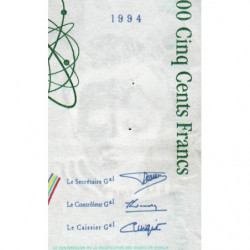 1994
00 Cinq Cents Francs
Le Secrétaire Gal
Le Contrôleur Gal
Le Caissier Gal